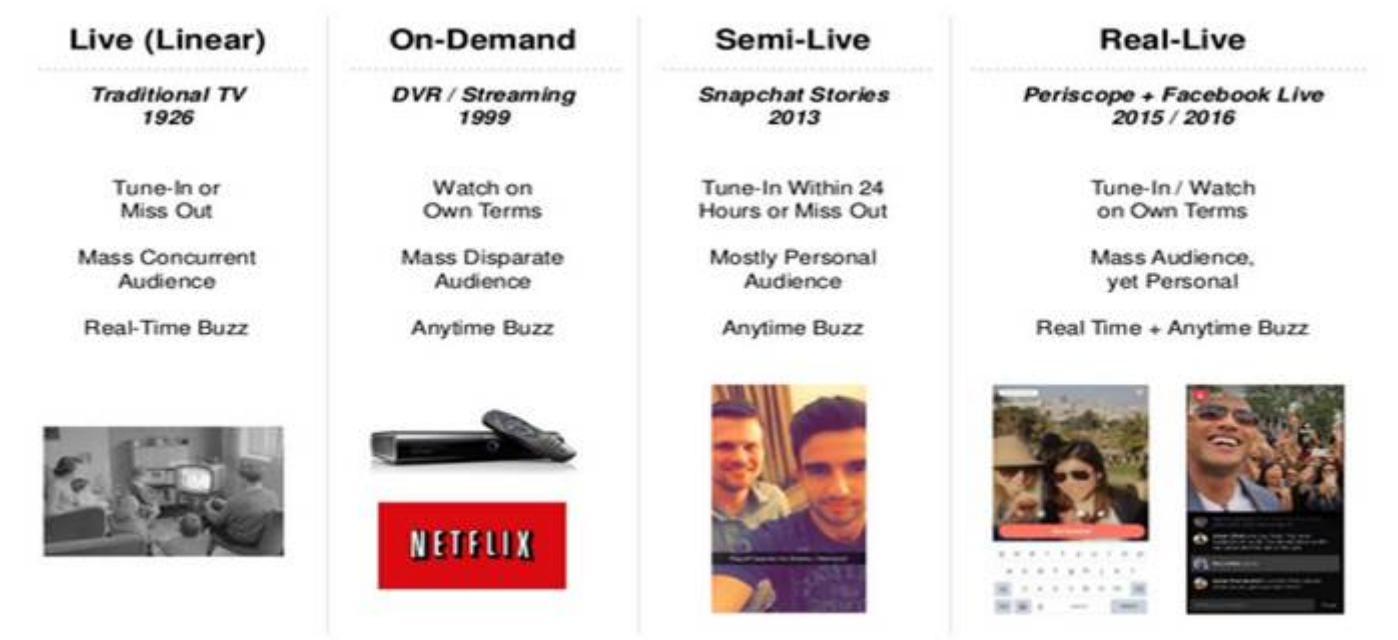 Live (Linear)
Traditional TV
1926
Tune-In or
Miss Out
Mass Concurrent
Audience
Real-Time Buzz
On-Demand
DVR / Streaming
1999
Watch on
Own Terms
Mass Disparate
Audience
Anytime Buzz
NETFLIX
Semi-Live
Snapchat Stories
2013
Tune-In Within 24
Hours or Miss Out
Mostly Personal
Audience
Anytime Buzz
Real-Live
Periscope + Facebook Live
2015 / 2016
Tune-In / Watch
on Own Terms
Mass Audience,
yet Personal
Real Time + Anytime Buzz